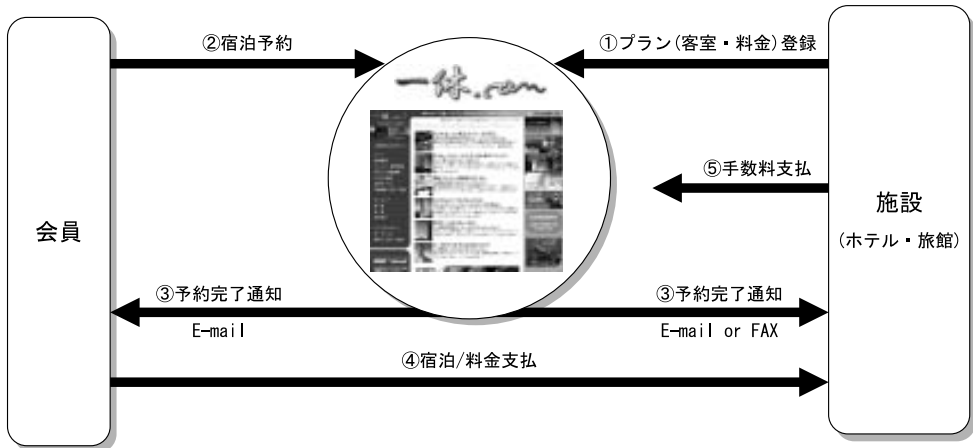 ②宿泊予約
①プラン(客室・料金)登録
一休.com
⑤手数料支払
会員
施設
(ホテル・旅館)
③予約完了通知
E-mail
③予約完了通知
E-mail or FAX
④宿泊/料金支払